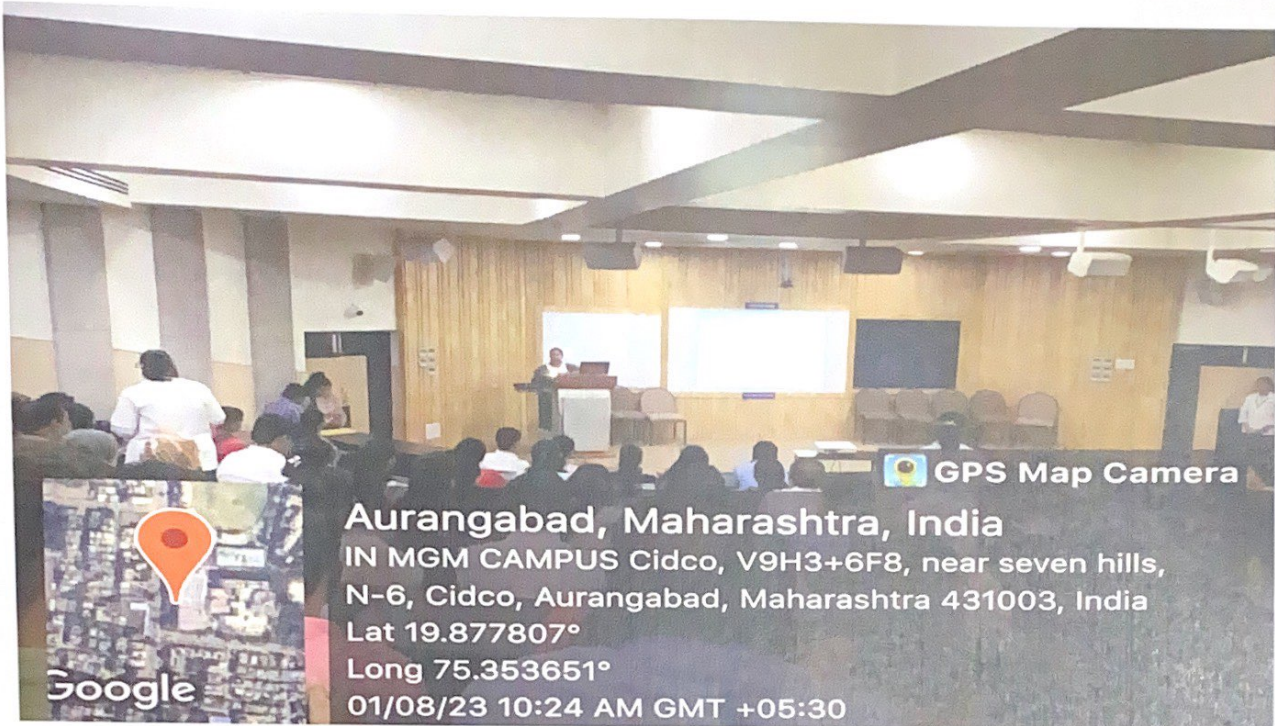 GPS Map Camera
Aurangabad, Maharashtra, India
IN MGM CAMPUS Cidco, V9H3+6F8, near seven hills,
N-6, Cidco, Aurangabad, Maharashtra 431003, India
Lat 19.877807°
Long 75.353651°
01/08/23 10:24 AM GMT +05:30
Google